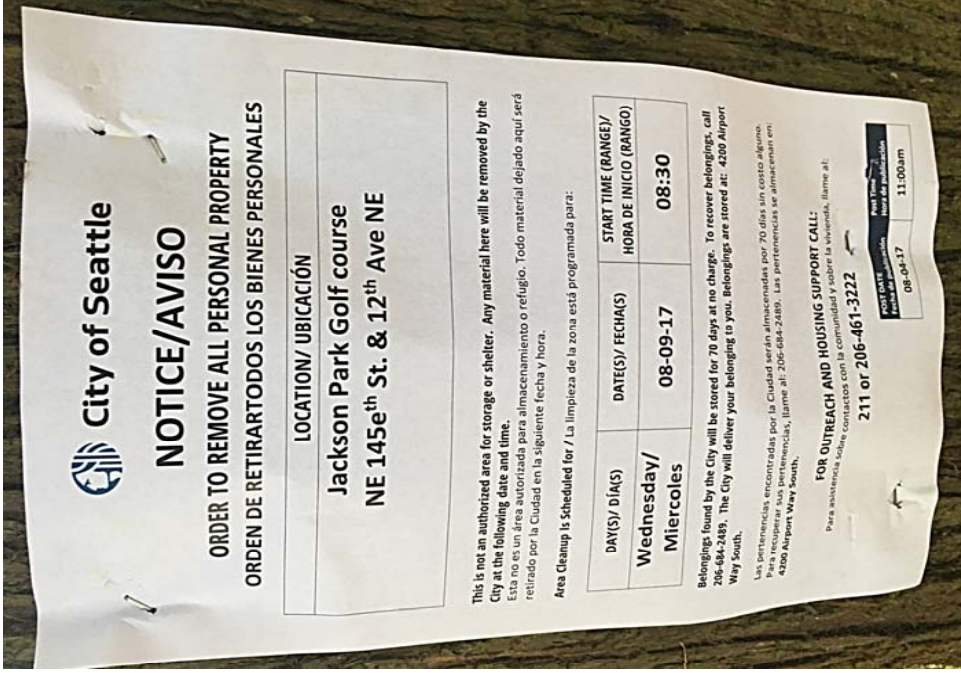 City of Seattle
NOTICE/AVISO
ORDER TO REMOVE ALL PERSONAL PROPERTY
ORDEN DE RETIRARTODOS LOS BIENES PERSONALES
LOCATION/ UBICACIÓN
Jackson Park Golf course
NE 145eth St. & 12th Ave NE
This is not an authorized area for storage or shelter. Any material here will be removed by the
City at the following date and time.
Esta no es un área autorizada para almacenamiento o refugio. Todo material dejado aquí será
retirado por la Ciudad en la siguiente fecha y hora.
Area Cleanup Is Scheduled for / La limpieza de la zona está programada para:
DAY(S)/ DÍA(S) DATE(S)/ FECHA(S) START TIME (RANGE)/
HORA DE INICIO (RANGO)
Wednesday/ 08-09-17 08:30
Miercoles
Belongings found by the City will be stored for 70 days at no charge. To recover belongings, call
206-684-2489. The City will deliver your belonging to you. Belongings are stored at: 4200 Airport
Way South.
Las pertenencias encontradas por la Ciudad serán almacenadas por 70 días sin costo alguno.
Para recuperar sus pertenencias, llame al: 206-684-2489. Las pertenencias se almacenan en:
4200 Airport Way South.
FOR OUTREACH AND HOUSING SUPPORT CALL:
Para asistencia sobre contactos con la comunidad y sobre la vivienda, llame al:
211 or 206-461-3222
POST DATE Post Time
Fecha de publicación Hora de publicación
08-04-17 11:00am